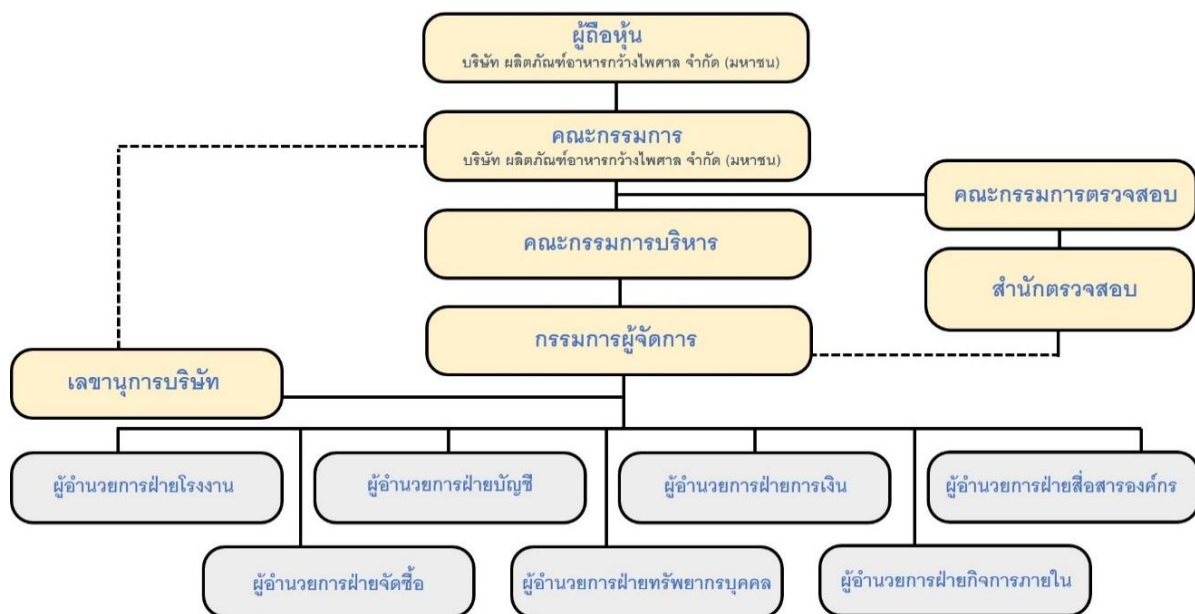 ผู้ถือหุ้น
บริษัท ผลิตภัณฑ์อาหารกว้างไพศาล จำกัด (มหาชน)
คณะกรรมการ
บริษัท ผลิตภัณฑ์อาหารกว้างไพศาล จำกัด (มหาชน)
คณะกรรมการตรวจสอบ
คณะกรรมการบริหาร
สำนักตรวจสอบ
กรรมการผู้จัดการ
เลขานุการบริษัท
ผู้อำนวยการฝ่ายโรงงาน
ผู้อำนวยการฝ่ายบัญชี
ผู้อำนวยการฝ่ายการเงิน
ผู้อำนวยการฝ่ายสื่อสารองค์กร
ผู้อำนวยการฝ่ายจัดซื้อ
ผู้อำนวยการฝ่ายทรัพยากรบุคคล
ผู้อำนวยการฝ่ายกิจการภายใน